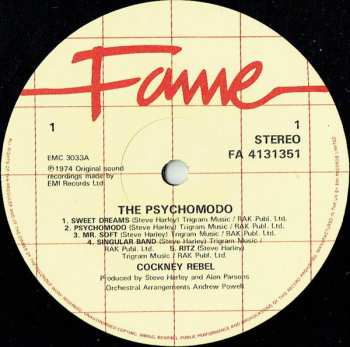 Fame
1
1
STEREO
EMC 3033A
FA 4131351
℗1974 Original sound
recordings made by
EMI Records Ltd.
THE PSYCHOMODO
1. SWEET DREAMS (Steve Harley) Trigram Music / RAK Publ. Ltd.
2. PSYCHOMODO (Steve Harley) Trigram Music / RAK Publ. Ltd.
3. MR. SOFT (Steve Harley) Trigram Music / RAK Publ. Ltd.
4. SINGULAR BAND (Steve Harley) Trigram Music /
RAK Publ. Ltd. 5. RITZ (Steve Harley)
Trigram Music / RAK Publ. Ltd.
COCKNEY REBEL
Produced by Steve Harley and Alan Parsons
Orchestral Arrangements Andrew Powell